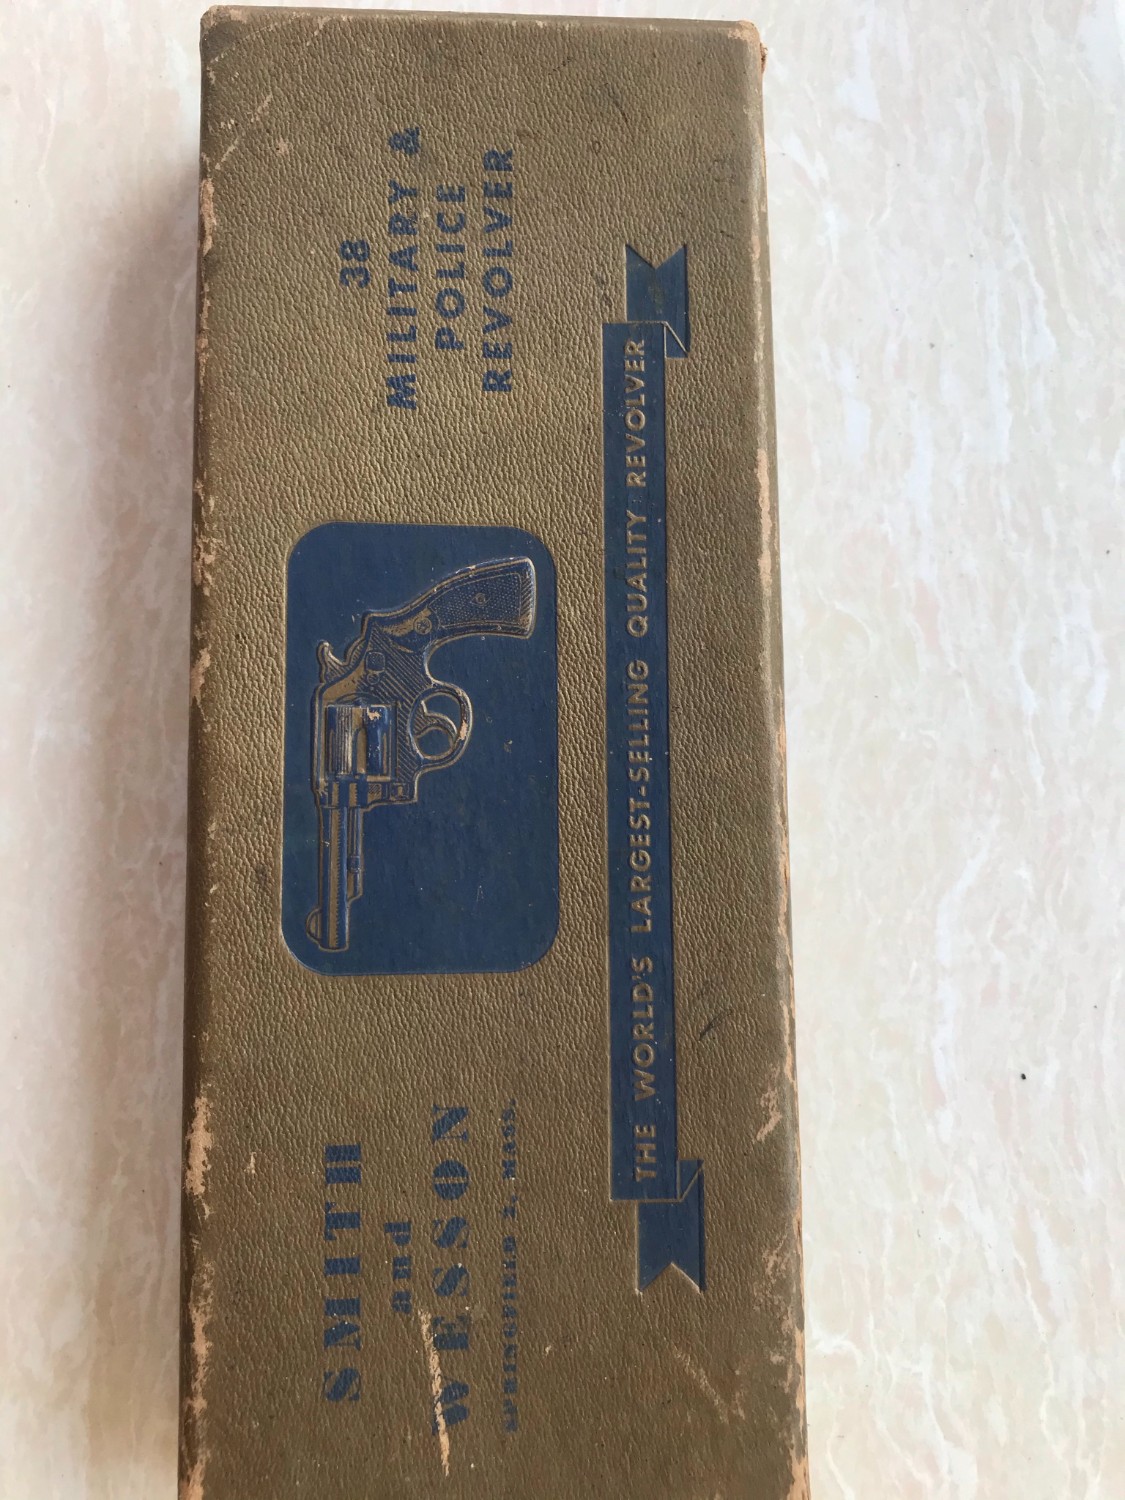 SMITH
and
WESSON
SPRINGFIELD 2, MASS.
38
MILITARY &
POLICE
REVOLVER
THE WORLD'S LARGEST-SELLING QUALITY REVOLVER